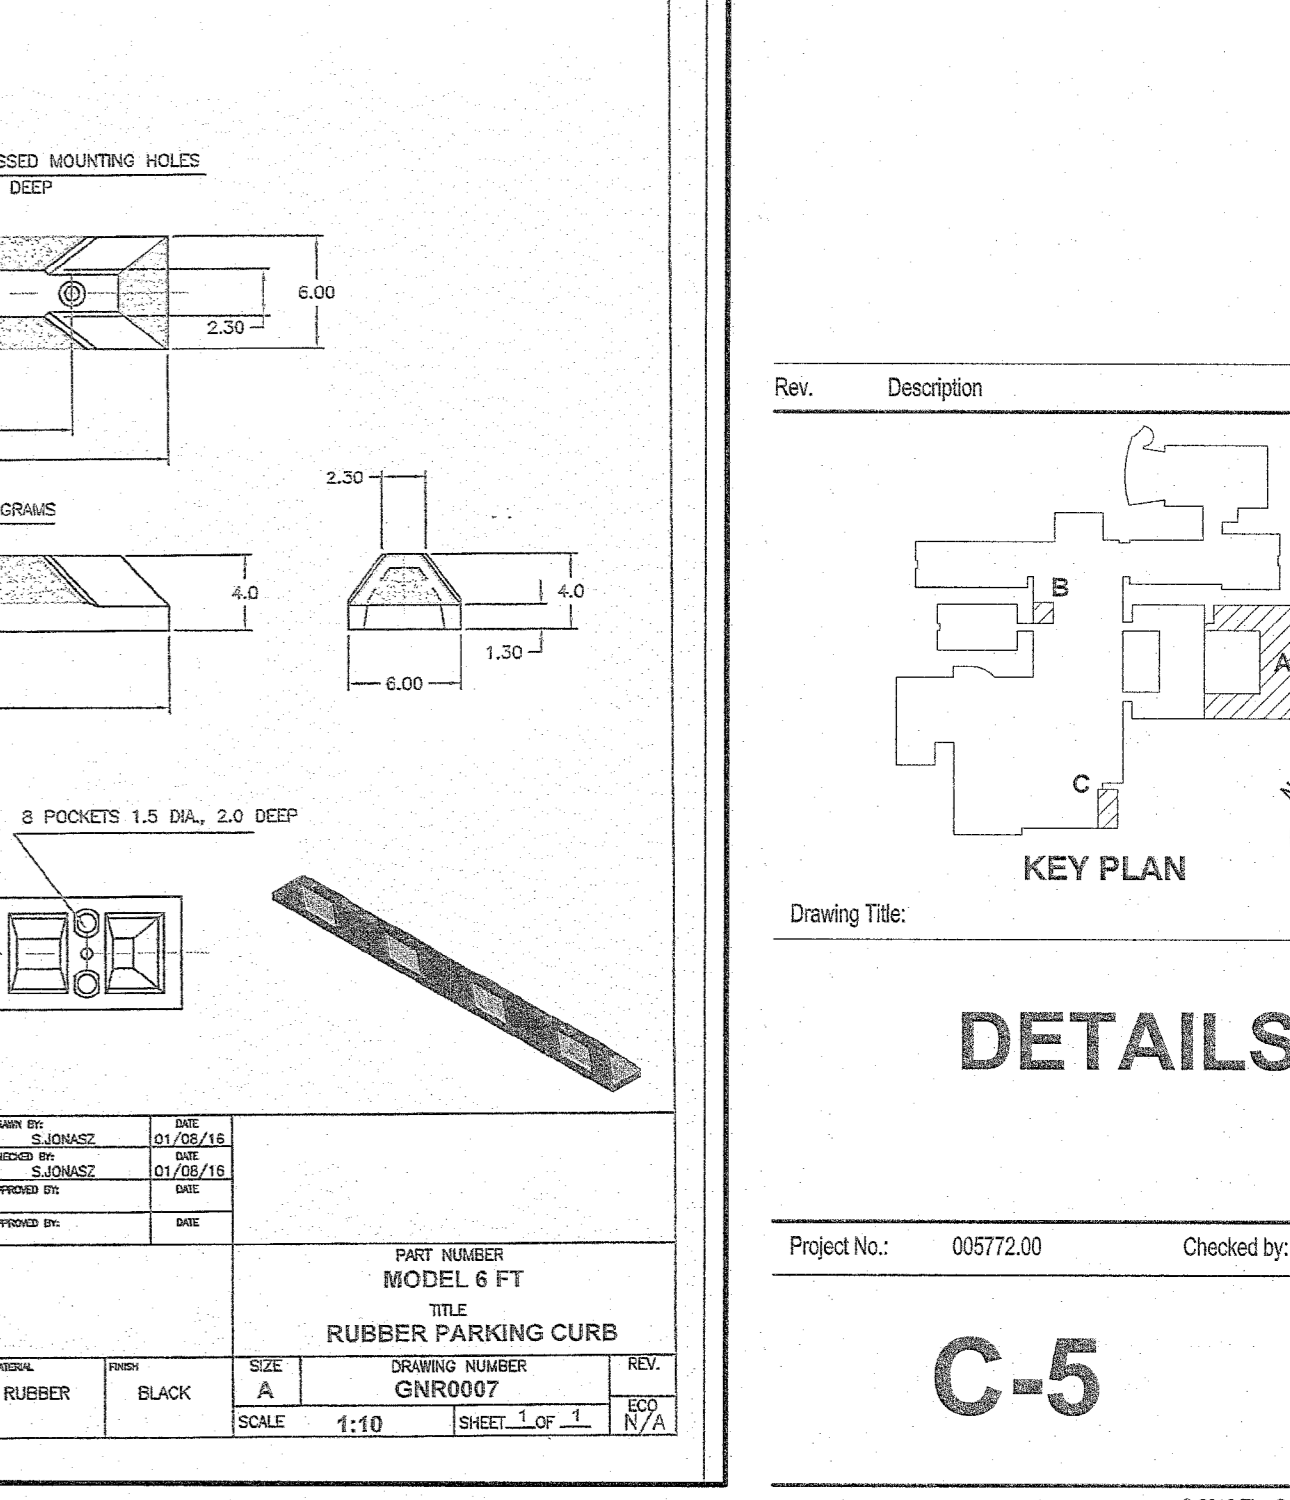 MOUNTING HOLES
DEEP
6.00
2.30
2.30
GRAMS
4.0
4.0
1.30
6.00
8 POCKETS 1.5 DIA., 2.0 DEEP
BY:
DATE
S.JONASZ
01/08/16
BY:
DATE
S.JONASZ
01/08/16
BY:
DATE
BY:
DATE
PART NUMBER
MODEL 6 FT
TITLE
RUBBER PARKING CURB
FINISH
RUBBER
BLACK
SIZE
A
DRAWING NUMBER
GNR0007
REV.
SCALE
1:10
SHEET 1 OF 1
ECO
N/A
Rev.
Description
B
A
C
KEY PLAN
Drawing Title:
DETAILS
Project No.:
005772.00
Checked by:
C-5